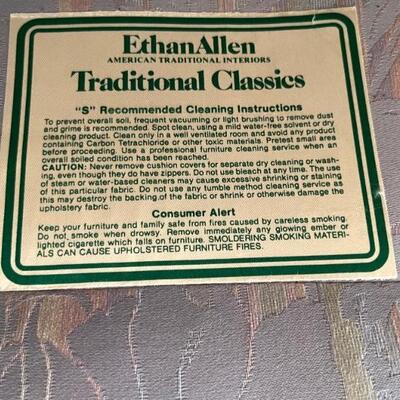 EthanAllen
AMERICAN TRADITIONAL INTERIORS
Traditional Classics
"S" Recommended Cleaning Instructions
To prevent overall soil, frequent vacuuming or light brushing to remove dust
and grime is recommended. Spot clean, using a mild water-free solvent or dry
cleaning product. Clean only in a well ventilated room and avoid any product
containing Carbon Tetrachloride or other toxic materials. Pretest small area
before proceeding. Use a professional furniture cleaning service when an
overall soiled condition has been reached.
CAUTION: Never remove cushion covers for separate dry cleaning or wash-
ing, even though they do have zippers. Do not use bleach at any time. The use
of steam or water-based cleaners may cause excessive shrinking or staining
of this particular fabric. Do not use any tumble method cleaning service as
this may destroy the backing of the fabric or shrink or otherwise damage the
upholstery fabric.
Consumer Alert
Keep your furniture and family safe from fires caused by careless smoking.
Do not smoke when drowsy. Remove immediately any glowing ember or
lighted cigarette which falls on furniture. SMOLDERING SMOKING MATERI-
ALS CAN CAUSE UPHOLSTERED FURNITURE FIRES.